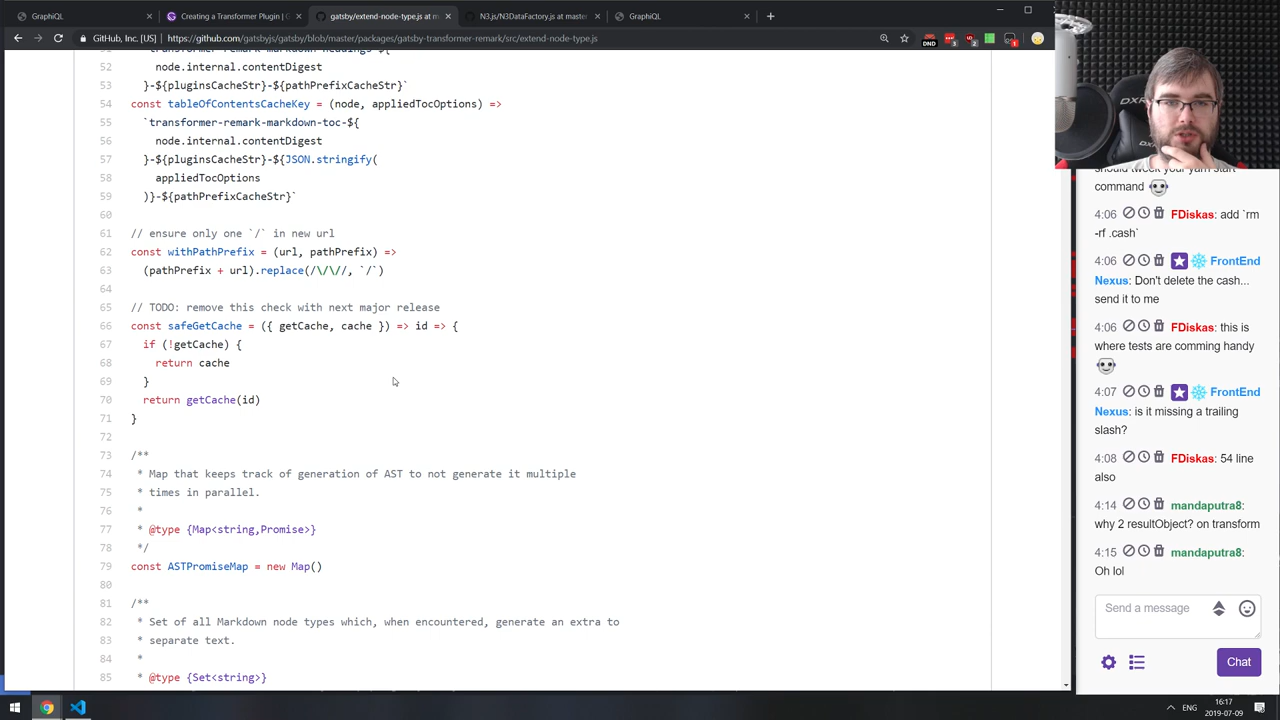 GraphiQL
Creating a Transformer Plugin | G
gatsby/extend-node-type.js at m
N3.js/N3DataFactory.js at master
GraphiQL
GitHub, Inc. [US]
https://github.com/gatsbyjs/gatsby/blob/master/packages/gatsby-transformer-remark/src/extend-node-type.js
52 node.internal.contentDigest
53 }-${pluginsCacheStr}-${pathPrefixCacheStr}`
54 const tableOfContentsCacheKey = (node, appliedTocOptions) =>
55 `transformer-remark-markdown-toc-${
56 node.internal.contentDigest
57 }-${pluginsCacheStr}-${JSON.stringify(
58 appliedTocOptions
59 )}-${pathPrefixCacheStr}`
60
61 // ensure only one `/` in new url
62 const withPathPrefix = (url, pathPrefix) =>
63 (pathPrefix + url).replace(/\/\//, `/`)
64
65 // TODO: remove this check with next major release
66 const safeGetCache = ({ getCache, cache }) => id => {
67 if (!getCache) {
68 return cache
69 }
70 return getCache(id)
71 }
72
73 /**
74 * Map that keeps track of generation of AST to not generate it multiple
75 * times in parallel.
76 *
77 * @type {Map<string,Promise>}
78 */
79 const ASTPromiseMap = new Map()
80
81 /**
82 * Set of all Markdown node types which, when encountered, generate an extra to
83 * separate text.
84 *
85 * @type {Set<string>}
should tweek your yarn start
command
4:06 FDiskas: add `rm
-rf .cash`
4:06 FrontEnd
Nexus: Don't delete the cash...
send it to me
4:06 FDiskas: this is
where tests are comming handy
4:07 FrontEnd
Nexus: is it missing a trailing
slash?
4:08 FDiskas: 54 line
also
4:14 mandaputra8:
why 2 resultObject? on transform
4:15 mandaputra8:
Oh lol
Send a message
Chat
ENG
16:17
2019-07-09